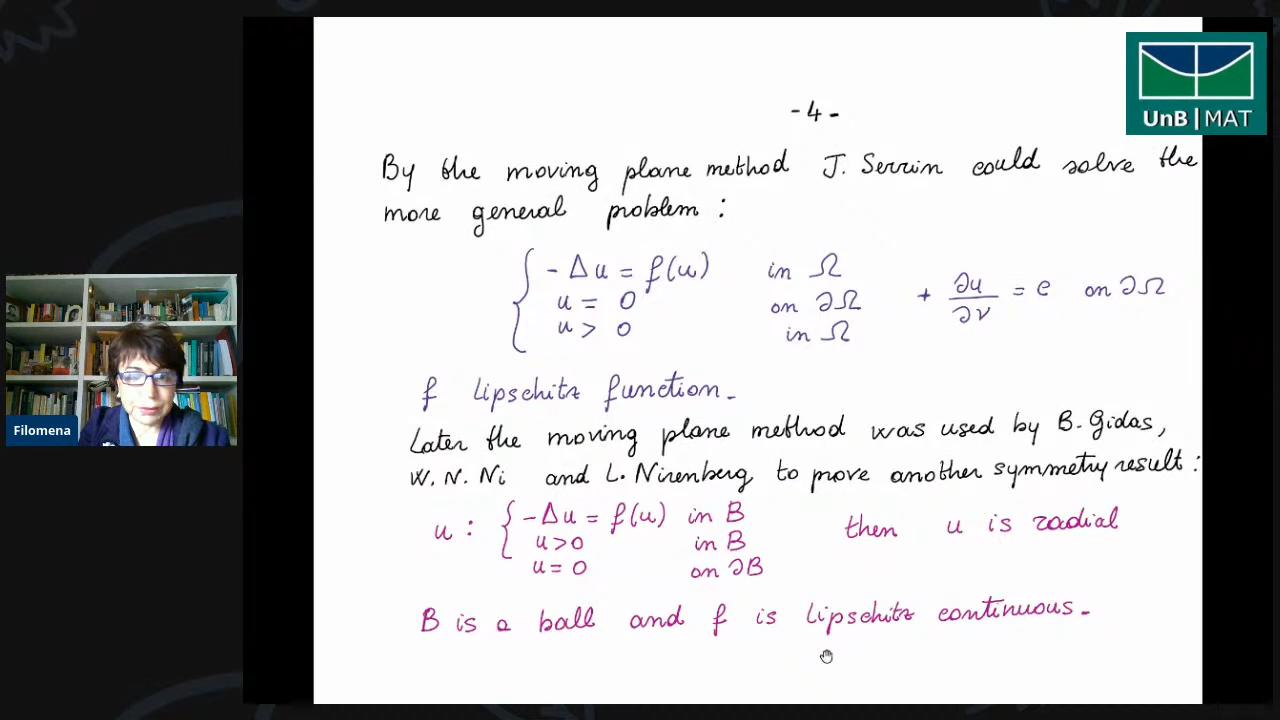 UnB | MAT
- 4 -
By the moving plane method J. Serrin could solve the
more general problem :
- Δu = f(u) in Ω
u = 0 on ∂Ω + ∂u/∂ν = c on ∂Ω
u > 0 in Ω
f Lipschitz function.
Later the moving plane method was used by B. Gidas,
W. N. Ni and L. Nirenberg to prove another symmetry result :
u : { -Δu = f(u) in B then u is radial
u>0 in B
u = 0 on ∂B
B is a ball and f is Lipschitz continuous.
Filomena